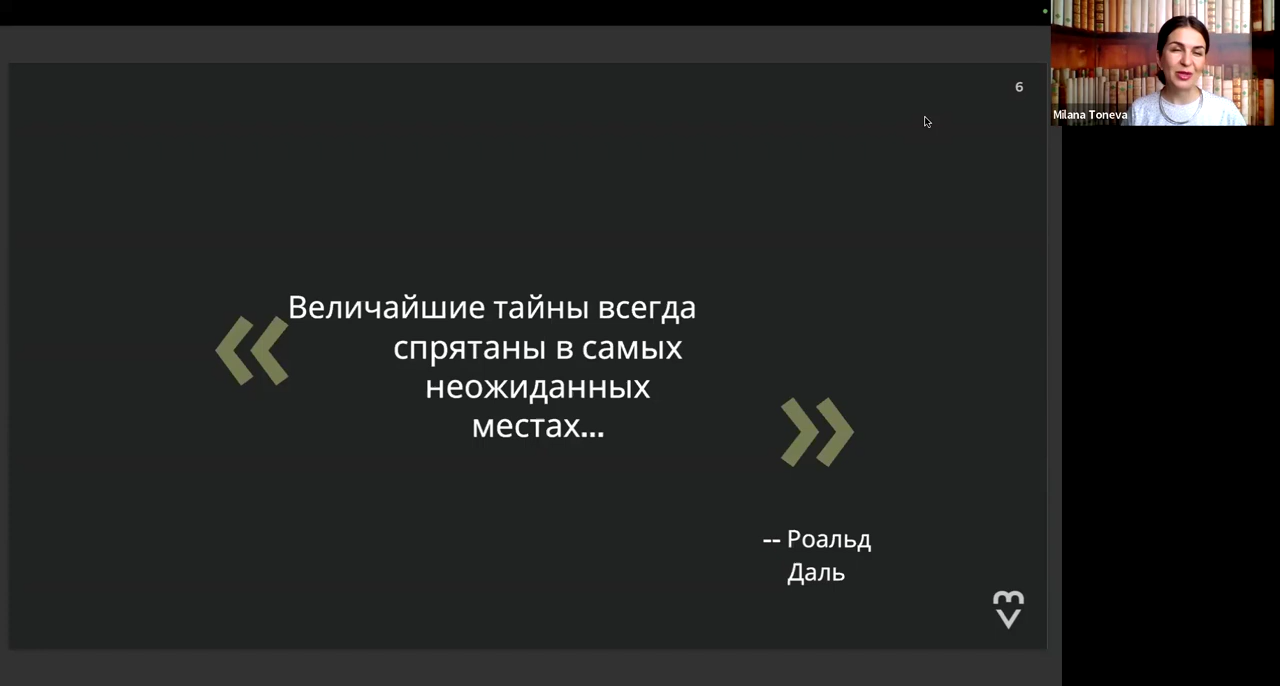 6
Milana Toneva
« Величайшие тайны всегда
спрятаны в самых
неожиданных
местах... »
-- Роальд
Даль